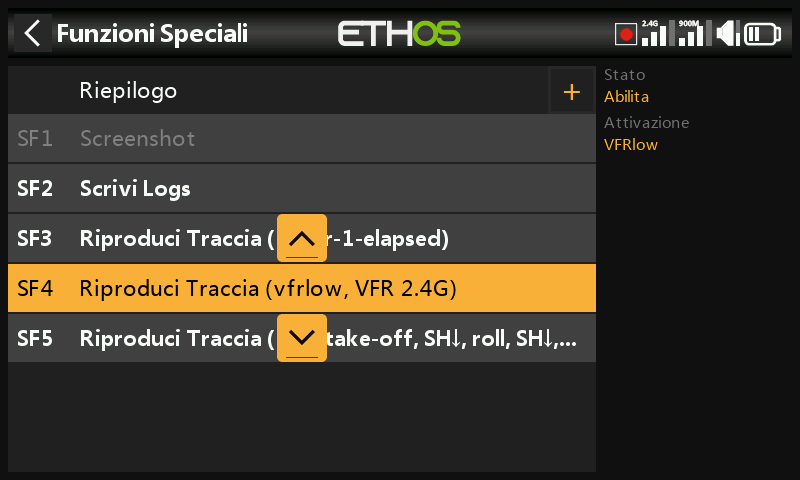 Funzioni Speciali
ETHOS
2.4G
900M
Riepilogo
+
SF1 Screenshot
SF2 Scrivi Logs
SF3 Riproduci Traccia ( r-1-elapsed)
SF4 Riproduci Traccia (vfrlow, VFR 2.4G)
SF5 Riproduci Traccia ( take-off, SH↓, roll, SH↓,...
Stato
Abilita
Attivazione
VFRlow